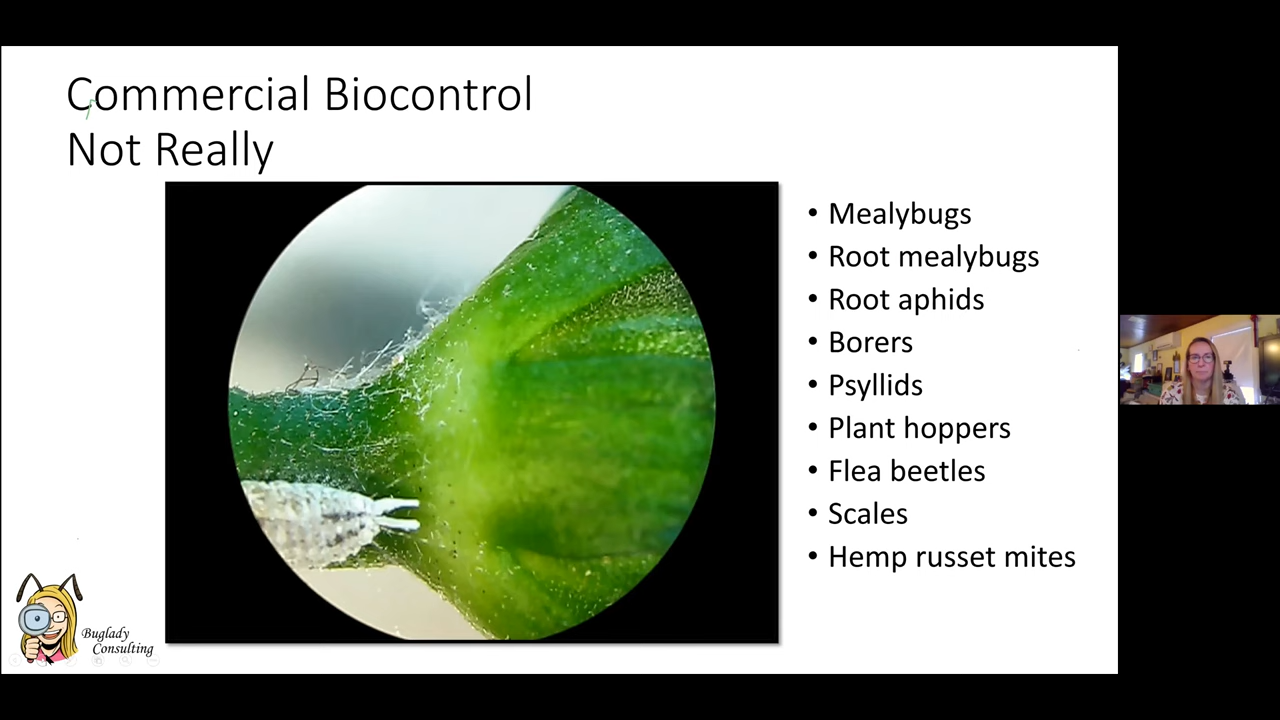 Commercial Biocontrol
Not Really
• Mealybugs
• Root mealybugs
• Root aphids
• Borers
• Psyllids
• Plant hoppers
• Flea beetles
• Scales
• Hemp russet mites
Buglady
Consulting